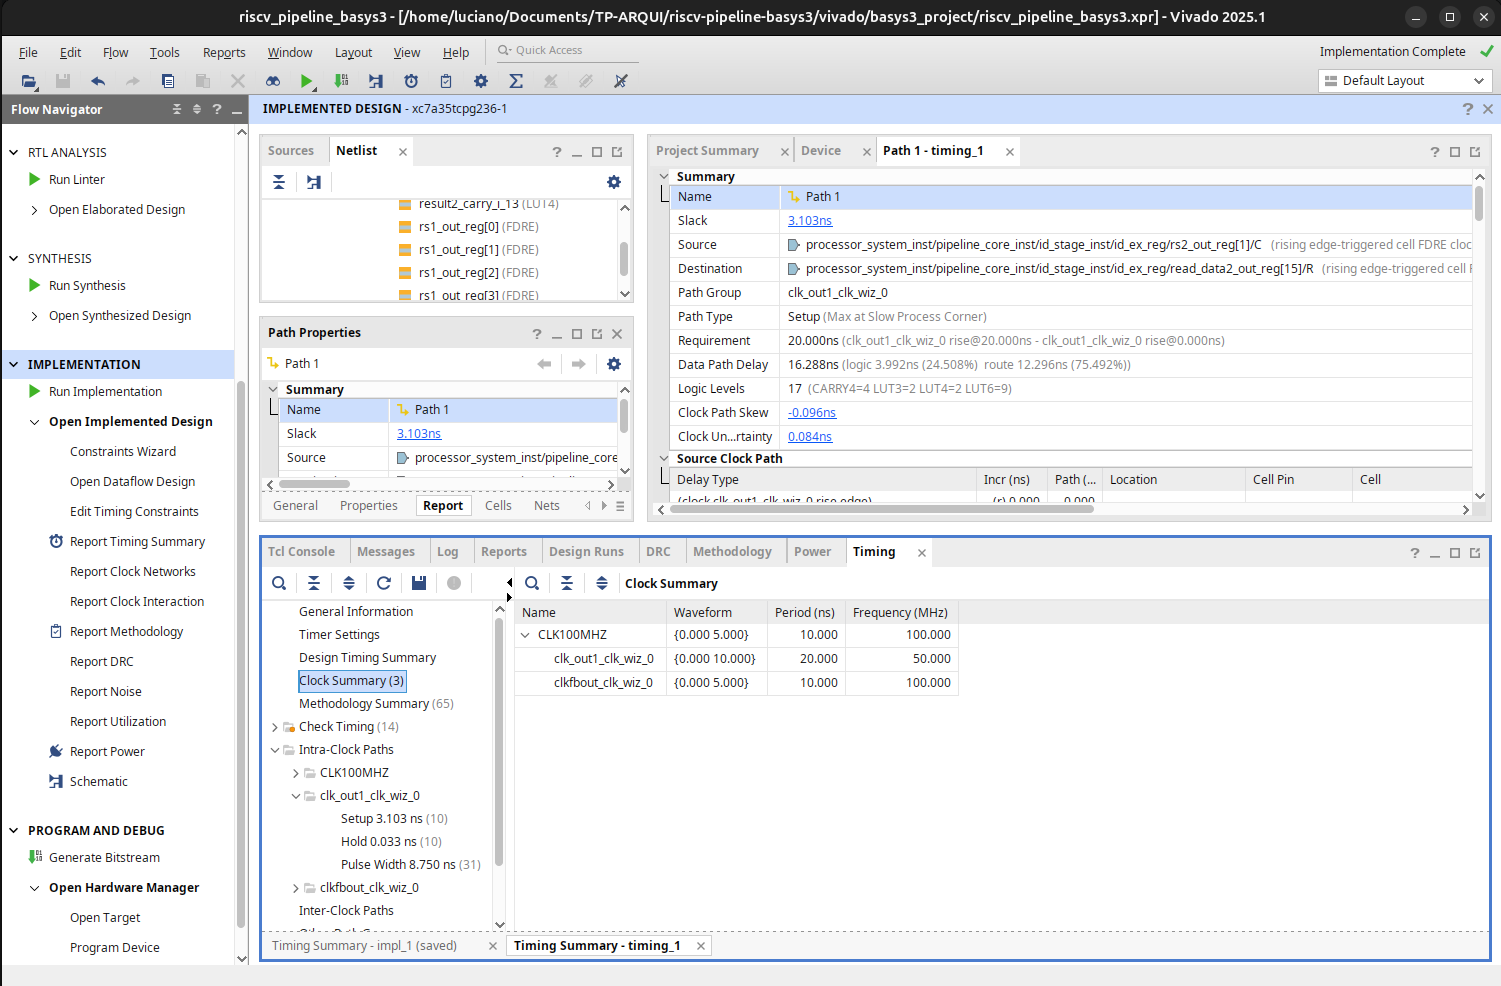 riscv_pipeline_basys3 - [/home/luciano/Documents/TP-ARQUI/riscv-pipeline-basys3/vivado/basys3_project/riscv_pipeline_basys3.xpr] - Vivado 2025.1
File Edit Flow Tools Reports Window Layout View Help Quick Access
Implementation Complete
Default Layout
Flow Navigator
RTL ANALYSIS
Run Linter
Open Elaborated Design
SYNTHESIS
Run Synthesis
Open Synthesized Design
IMPLEMENTATION
Run Implementation
Open Implemented Design
Constraints Wizard
Open Dataflow Design
Edit Timing Constraints
Report Timing Summary
Report Clock Networks
Report Clock Interaction
Report Methodology
Report DRC
Report Noise
Report Utilization
Report Power
Schematic
PROGRAM AND DEBUG
Generate Bitstream
Open Hardware Manager
Open Target
Program Device
IMPLEMENTED DESIGN - xc7a35tcpg236-1
Sources Netlist
result2_carry_i_13 (LUT4)
rs1_out_reg[0] (FDRE)
rs1_out_reg[1] (FDRE)
rs1_out_reg[2] (FDRE)
rs1_out_reg[3] (FDRE)
Path Properties
Path 1
Summary
Name Path 1
Slack 3.103ns
Source processor_system_inst/pipeline_core
General Properties Report Cells Nets
Project Summary Device Path 1 - timing_1
Summary
Name Path 1
Slack 3.103ns
Source processor_system_inst/pipeline_core_inst/id_stage_inst/id_ex_reg/rs2_out_reg[1]/C (rising edge-triggered cell FDRE cloc
Destination processor_system_inst/pipeline_core_inst/id_stage_inst/id_ex_reg/read_data2_out_reg[15]/R (rising edge-triggered cell F
Path Group clk_out1_clk_wiz_0
Path Type Setup (Max at Slow Process Corner)
Requirement 20.000ns (clk_out1_clk_wiz_0 rise@20.000ns - clk_out1_clk_wiz_0 rise@0.000ns)
Data Path Delay 16.288ns (logic 3.992ns (24.508%) route 12.296ns (75.492%))
Logic Levels 17 (CARRY4=4 LUT3=2 LUT4=2 LUT6=9)
Clock Path Skew -0.096ns
Clock Un...rtainty 0.084ns
Source Clock Path
Delay Type Incr (ns) Path (... Location Cell Pin Cell
(clock clk_out1_clk_wiz_0 rise edge) (r) 0.000 0.000
Tcl Console Messages Log Reports Design Runs DRC Methodology Power Timing
General Information
Timer Settings
Design Timing Summary
Clock Summary (3)
Methodology Summary (65)
Check Timing (14)
Intra-Clock Paths
CLK100MHZ
clk_out1_clk_wiz_0
Setup 3.103 ns (10)
Hold 0.033 ns (10)
Pulse Width 8.750 ns (31)
clkfbout_clk_wiz_0
Inter-Clock Paths
Clock Summary
Name Waveform Period (ns) Frequency (MHz)
CLK100MHZ {0.000 5.000} 10.000 100.000
clk_out1_clk_wiz_0 {0.000 10.000} 20.000 50.000
clkfbout_clk_wiz_0 {0.000 5.000} 10.000 100.000
Timing Summary - impl_1 (saved) Timing Summary - timing_1